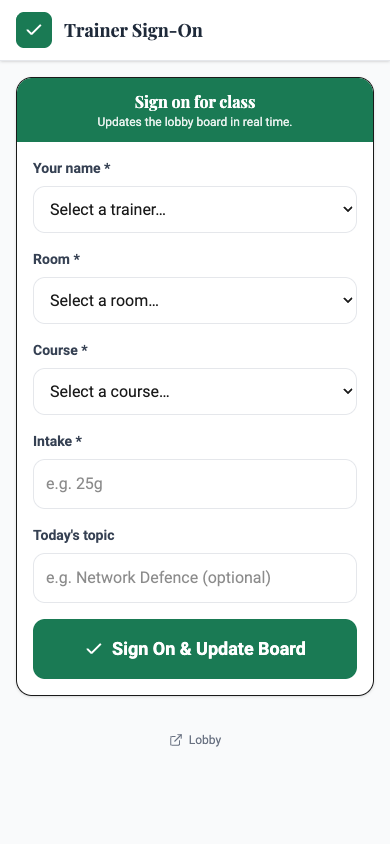 Trainer Sign-On
Sign on for class
Updates the lobby board in real time.
Your name *
Select a trainer...
Room *
Select a room...
Course *
Select a course...
Intake *
e.g. 25g
Today's topic
e.g. Network Defence (optional)
Sign On & Update Board
Lobby